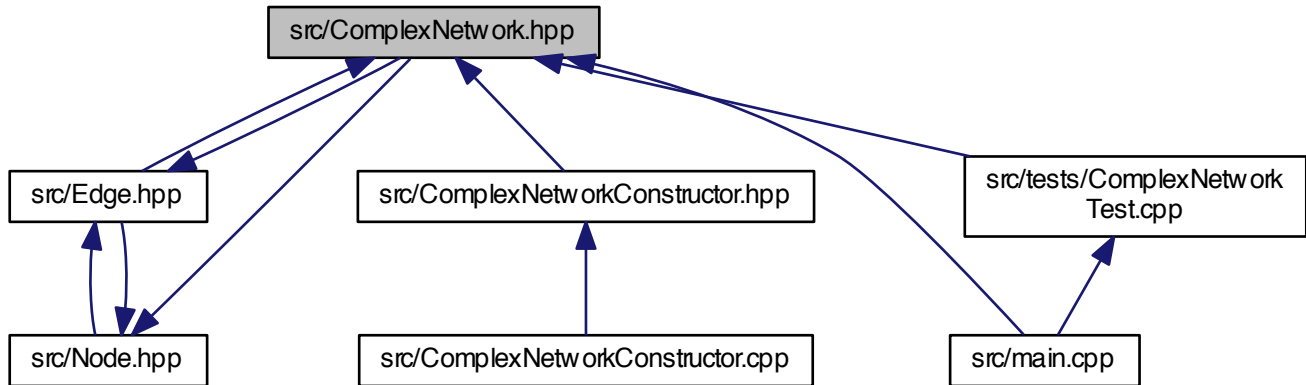 src/ComplexNetwork.hpp
src/Edge.hpp
src/ComplexNetworkConstructor.hpp
src/tests/ComplexNetwork
Test.cpp
src/Node.hpp
src/ComplexNetworkConstructor.cpp
src/main.cpp